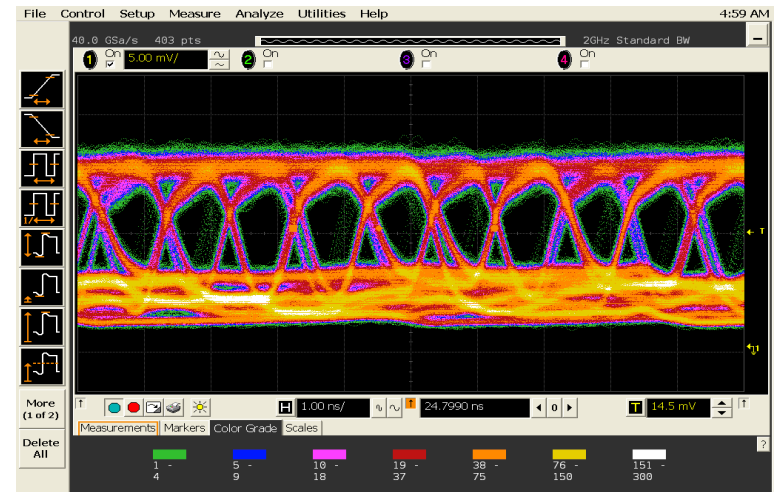 File Control Setup Measure Analyze Utilities Help 4:59 AM
40.0 GSa/s 403 pts 2GHz Standard BW
1 On 5.00 mV/ 2 On 3 On 4 On
T
1
1/
More
(1 of 2)
Delete
All
H 1.00 ns/ T 24.7990 ns 0 T 14.5 mV T
Measurements Markers Color Grade Scales
?
1 - 5 - 10 - 19 - 38 - 76 - 151 -
4 9 18 37 75 150 300